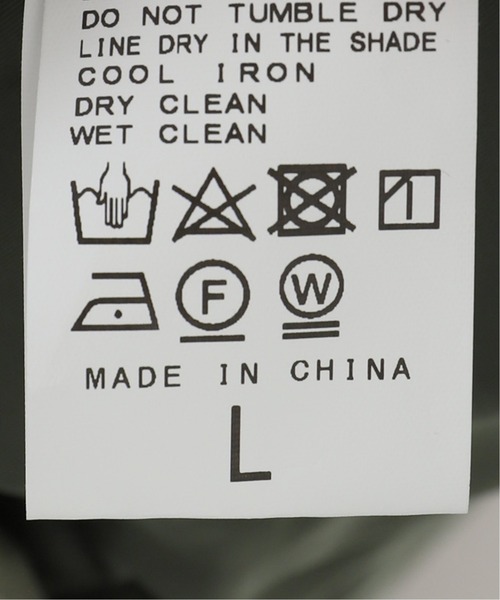 DO NOT TUMBLE DRY
LINE DRY IN THE SHADE
COOL IRON
DRY CLEAN
WET CLEAN
F W
MADE IN CHINA
L